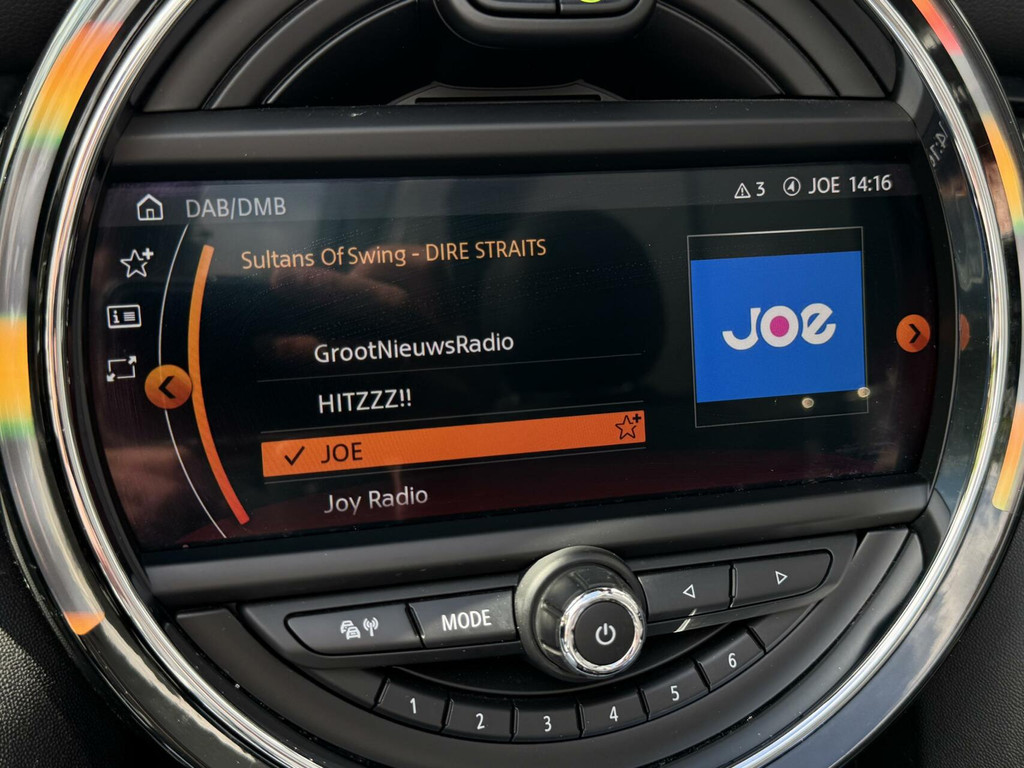 DAB/DMB
3 JOE 14:16
Sultans Of Swing - DIRE STRAITS
JOE
GrootNieuwsRadio
HITZZZ!!
JOE
Joy Radio
MODE
1 2 3 4 5 6